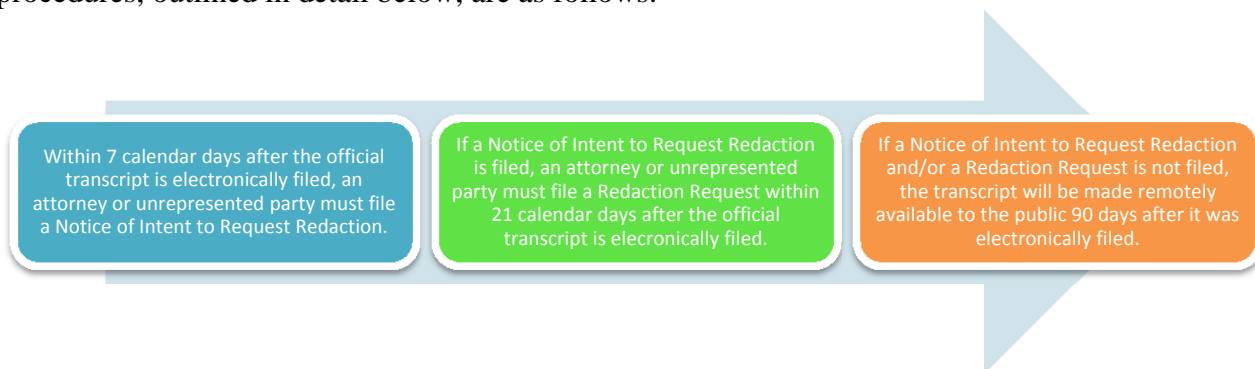 procedures, outlined in detail below, are as follows:
Within 7 calendar days after the official
transcript is electronically filed, an
attorney or unrepresented party must file
a Notice of Intent to Request Redaction.
If a Notice of Intent to Request Redaction
is filed, an attorney or unrepresented
party must file a Redaction Request within
21 calendar days after the official
transcript is elecronically filed.
If a Notice of Intent to Request Redaction
and/or a Redaction Request is not filed,
the transcript will be made remotely
available to the public 90 days after it was
electronically filed.